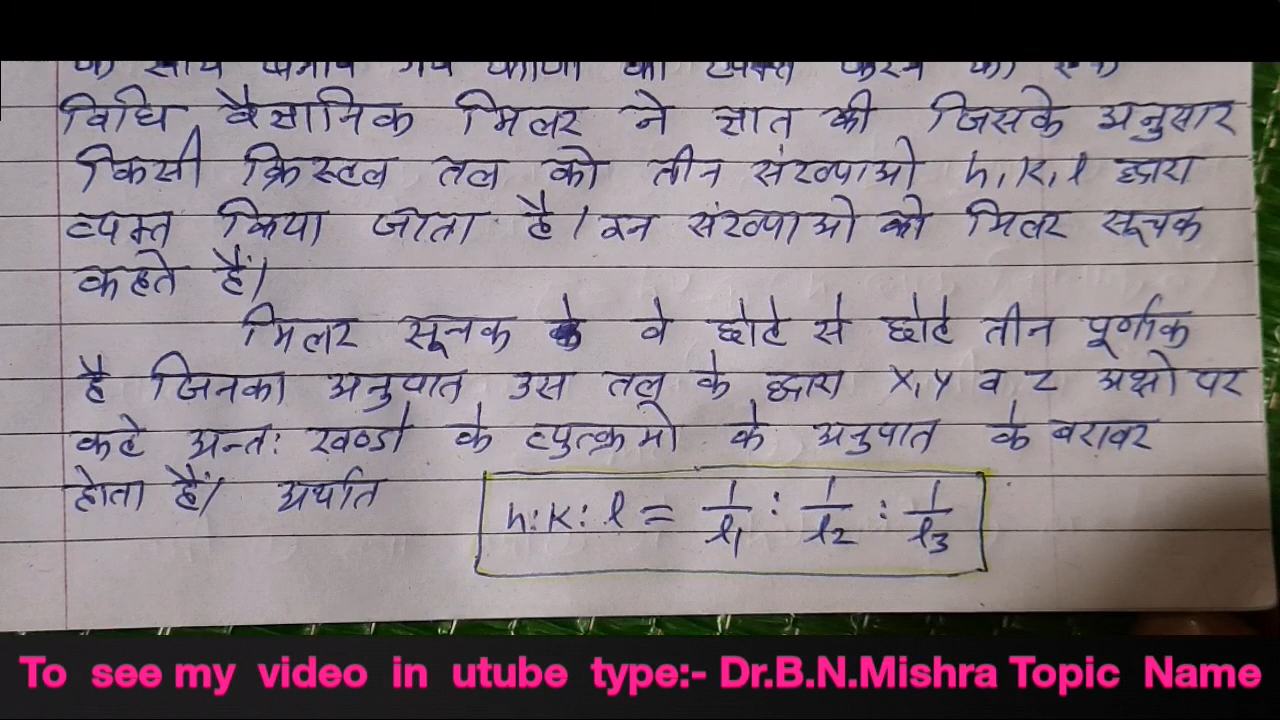 विधि वैज्ञानिक मिलर ने ज्ञात की जिसके अनुसार
किसी क्रिस्टल तल को तीन संख्याओ h, k, l द्वारा
व्यक्त किया जाता है। इन संख्याओ को मिलर सूचक
कहते हैं।
मिलर सूचक वे छोटे से छोटे तीन पूर्णांक
है जिनका अनुपात उस तल के द्वारा x, y व z अक्षो पर
कटे अन्तः खण्डो के व्युत्क्रमो के अनुपात के बराबर
होता हैं। अर्थात
h:k:l = 1/l1 : 1/l2 : 1/l3
To see my video in utube type:- Dr.B.N.Mishra Topic Name